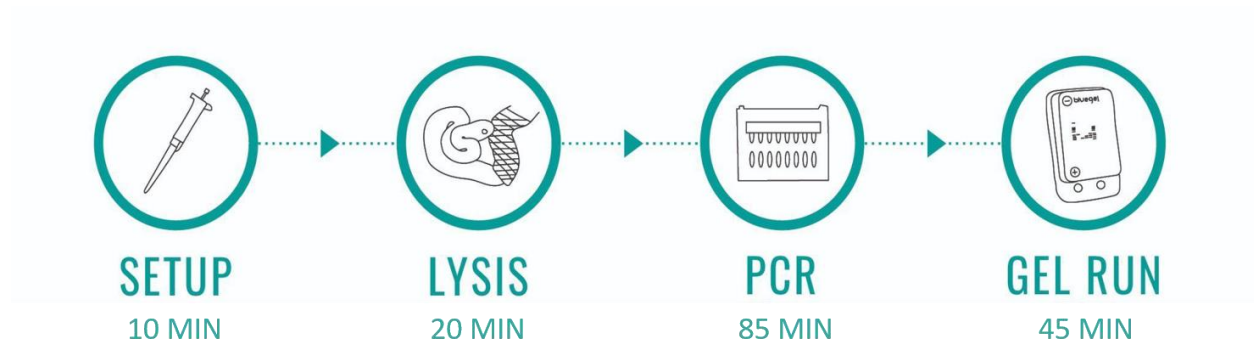 bluegel
SETUP
10 MIN
LYSIS
20 MIN
PCR
85 MIN
GEL RUN
45 MIN